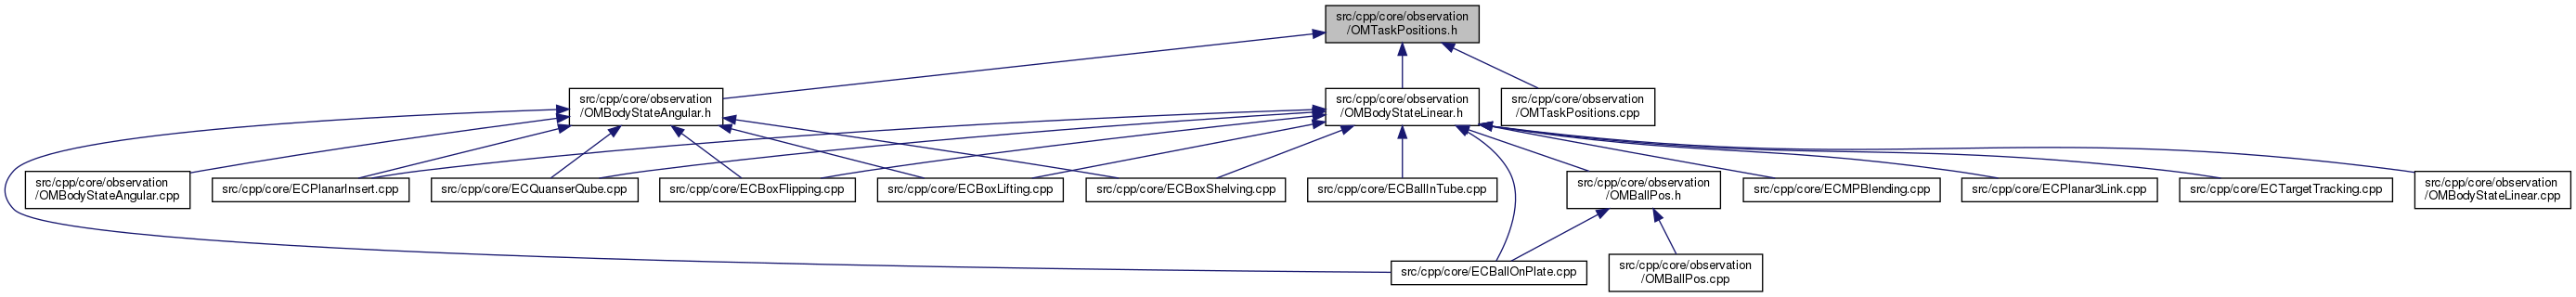 src/cpp/core/observation
/OMTaskPositions.h
src/cpp/core/observation
/OMBodyStateAngular.h
src/cpp/core/observation
/OMBodyStateLinear.h
src/cpp/core/observation
/OMTaskPositions.cpp
src/cpp/core/observation
/OMBodyStateAngular.cpp
src/cpp/core/ECPlanarInsert.cpp
src/cpp/core/ECQuanserQube.cpp
src/cpp/core/ECBoxFlipping.cpp
src/cpp/core/ECBoxLifting.cpp
src/cpp/core/ECBoxShelving.cpp
src/cpp/core/ECBallInTube.cpp
src/cpp/core/observation
/OMBallPos.h
src/cpp/core/ECMPBlending.cpp
src/cpp/core/ECPlanar3Link.cpp
src/cpp/core/ECTargetTracking.cpp
src/cpp/core/observation
/OMBodyStateLinear.cpp
src/cpp/core/ECBallOnPlate.cpp
src/cpp/core/observation
/OMBallPos.cpp